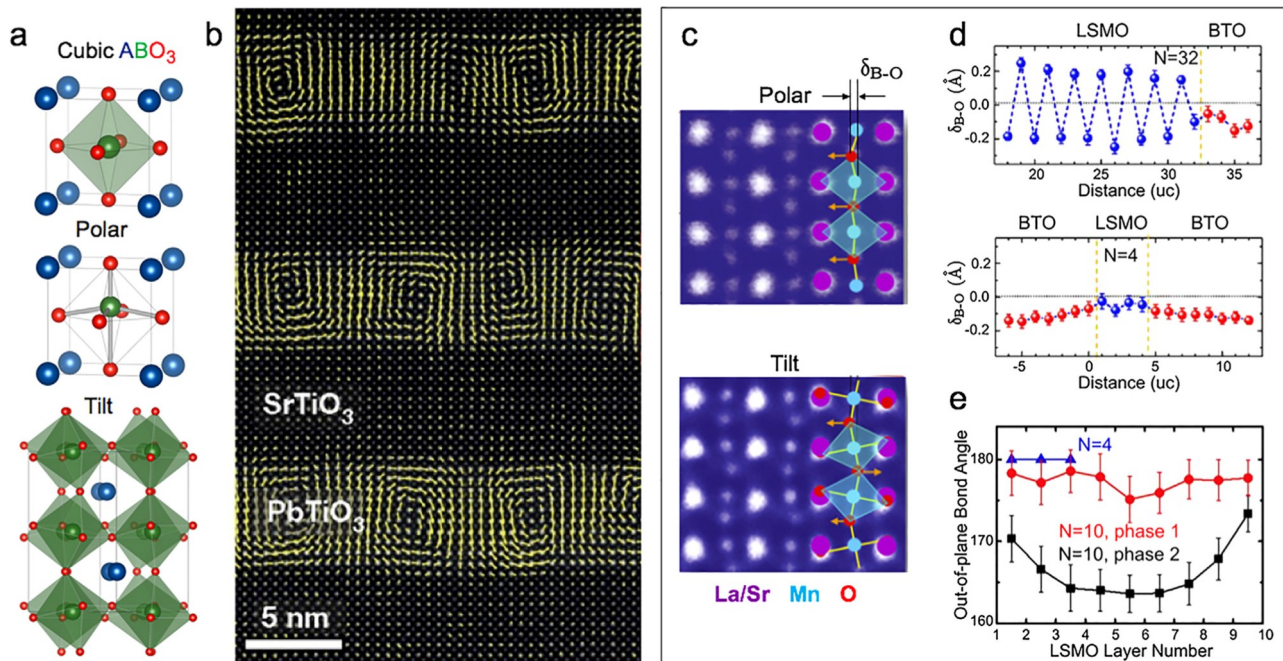 a
Cubic ABO3
Polar
Tilt
b
SrTiO3
PbTiO3
5 nm
c
δB-O
Polar
Tilt
La/Sr Mn O
d
LSMO BTO
N=32
δB-O (Å)
0.2
0.0
-0.2
20 25 30 35
Distance (uc)
BTO LSMO BTO
N=4
δB-O (Å)
0.0
-0.2
-5 0 5 10
Distance (uc)
e
Out-of-plane Bond Angle
180
170
160
N=4
N=10, phase 1
N=10, phase 2
1 2 3 4 5 6 7 8 9 10
LSMO Layer Number